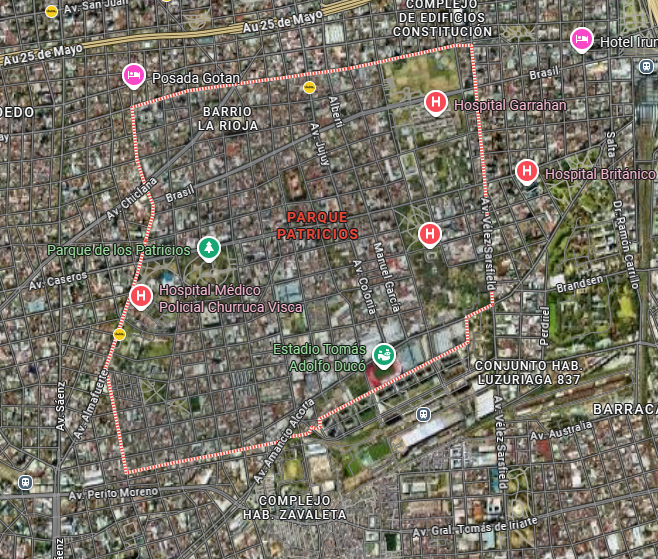 Av. San Juan
COMPLEJO
DE EDIFICIOS
CONSTITUCIÓN
Au 25 de Mayo
Au 25 de Mayo
Hotel Irur
Posada Gotan
Brasil
BARRIO
LA RIOJA
Alberti
H
Hospital Garrahan
OEDO
Av. Jujuy
Salta
Av. Chiclana
Brasil
H
Hospital Británico
PARQUE
PATRICIOS
H
Av. Vélez Sarsfield
Dr. Ramón Carrillo
Parque de los Patricios
Av. Caseros
Av. Colonia
Manuel García
Brandsen
H
Hospital Médico
Policial Churruca Visca
Perdriel
Estadio Tomás
Adolfo Ducó
CONJUNTO HAB.
LUZURIAGA 837
Av. Sáenz
Av. Almafuerte
Av. Amancio Alcorta
Av. Vélez Sarsfield
BARRACA
Av. Australia
Av. Perito Moreno
COMPLEJO
HAB. ZAVALETA
Av. Gral. Tomás de Iriarte
enz